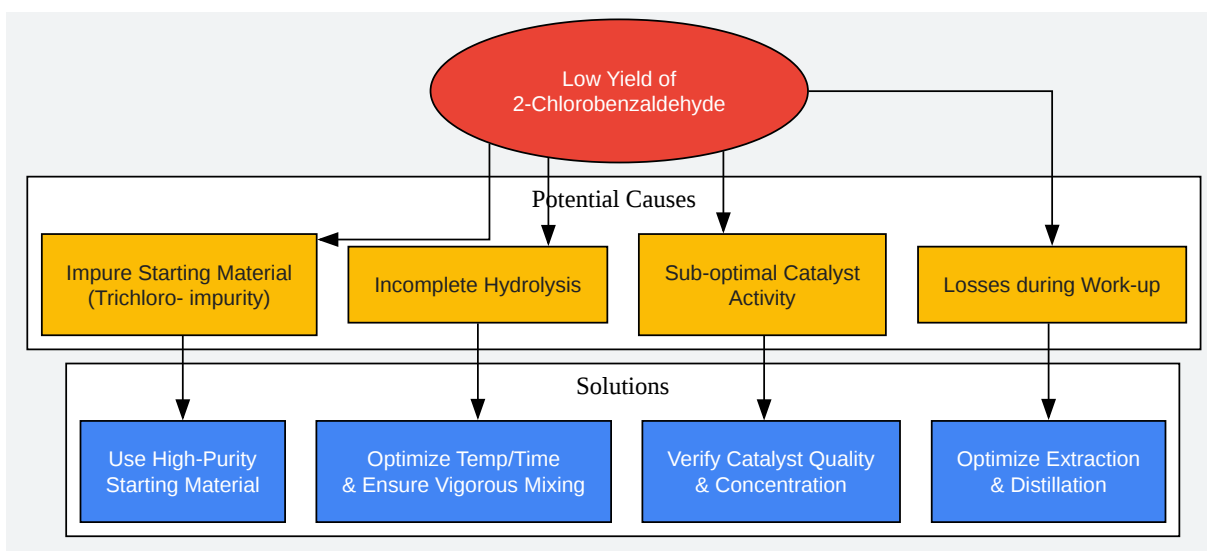 Low Yield of
2-Chlorobenzaldehyde
Potential Causes
Impure Starting Material
(Trichloro- impurity)
Incomplete Hydrolysis
Sub-optimal Catalyst
Activity
Losses during Work-up
Solutions
Use High-Purity
Starting Material
Optimize Temp/Time
& Ensure Vigorous Mixing
Verify Catalyst Quality
& Concentration
Optimize Extraction
& Distillation